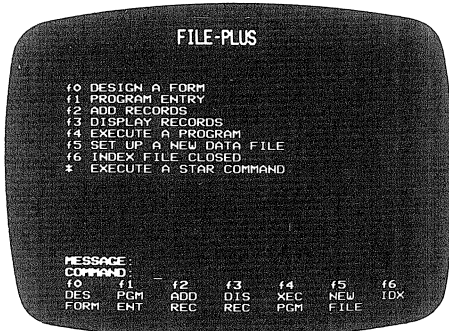 FILE-PLUS
f0 DESIGN A FORM
f1 PROGRAM ENTRY
f2 ADD RECORDS
f3 DISPLAY RECORDS
f4 EXECUTE A PROGRAM
f5 SET UP A NEW DATA FILE
f6 INDEX FILE CLOSED
* EXECUTE A STAR COMMAND
MESSAGE:
COMMAND: _
f0 f1 f2 f3 f4 f5 f6
DES PGM ADD DIS XEC NEW IDX
FORM ENT REC REC PGM FILE